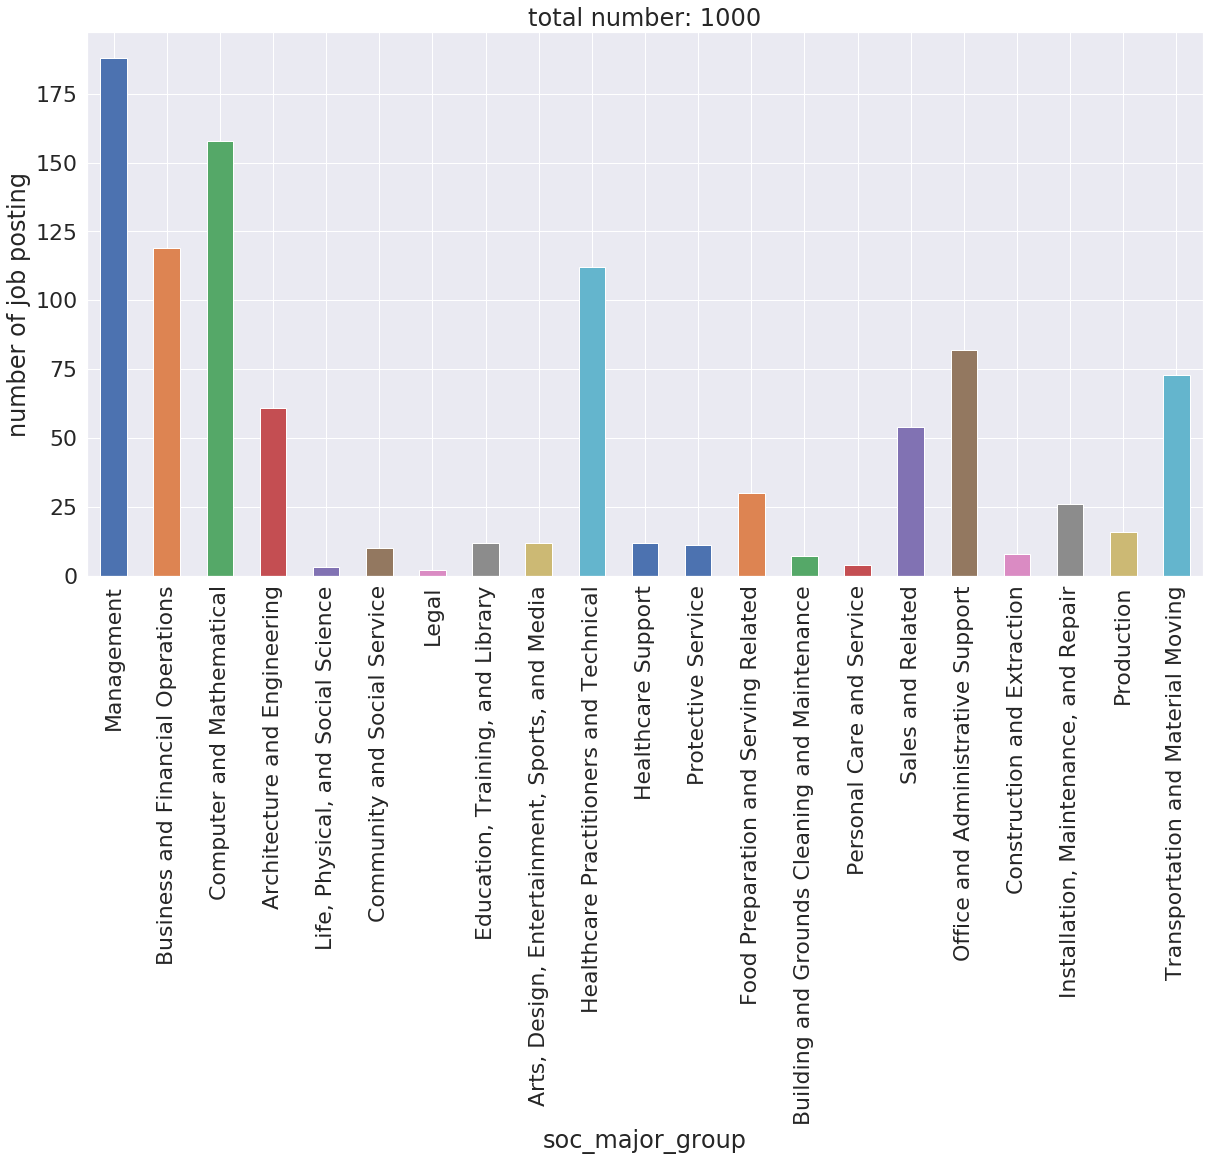 total number: 1000
number of job posting
175
150
125
100
75
50
25
0
Management
Business and Financial Operations
Computer and Mathematical
Architecture and Engineering
Life, Physical, and Social Science
Community and Social Service
Legal
Education, Training, and Library
Arts, Design, Entertainment, Sports, and Media
Healthcare Practitioners and Technical
Healthcare Support
Protective Service
Food Preparation and Serving Related
Building and Grounds Cleaning and Maintenance
Personal Care and Service
Sales and Related
Office and Administrative Support
Construction and Extraction
Installation, Maintenance, and Repair
Production
Transportation and Material Moving
soc_major_group